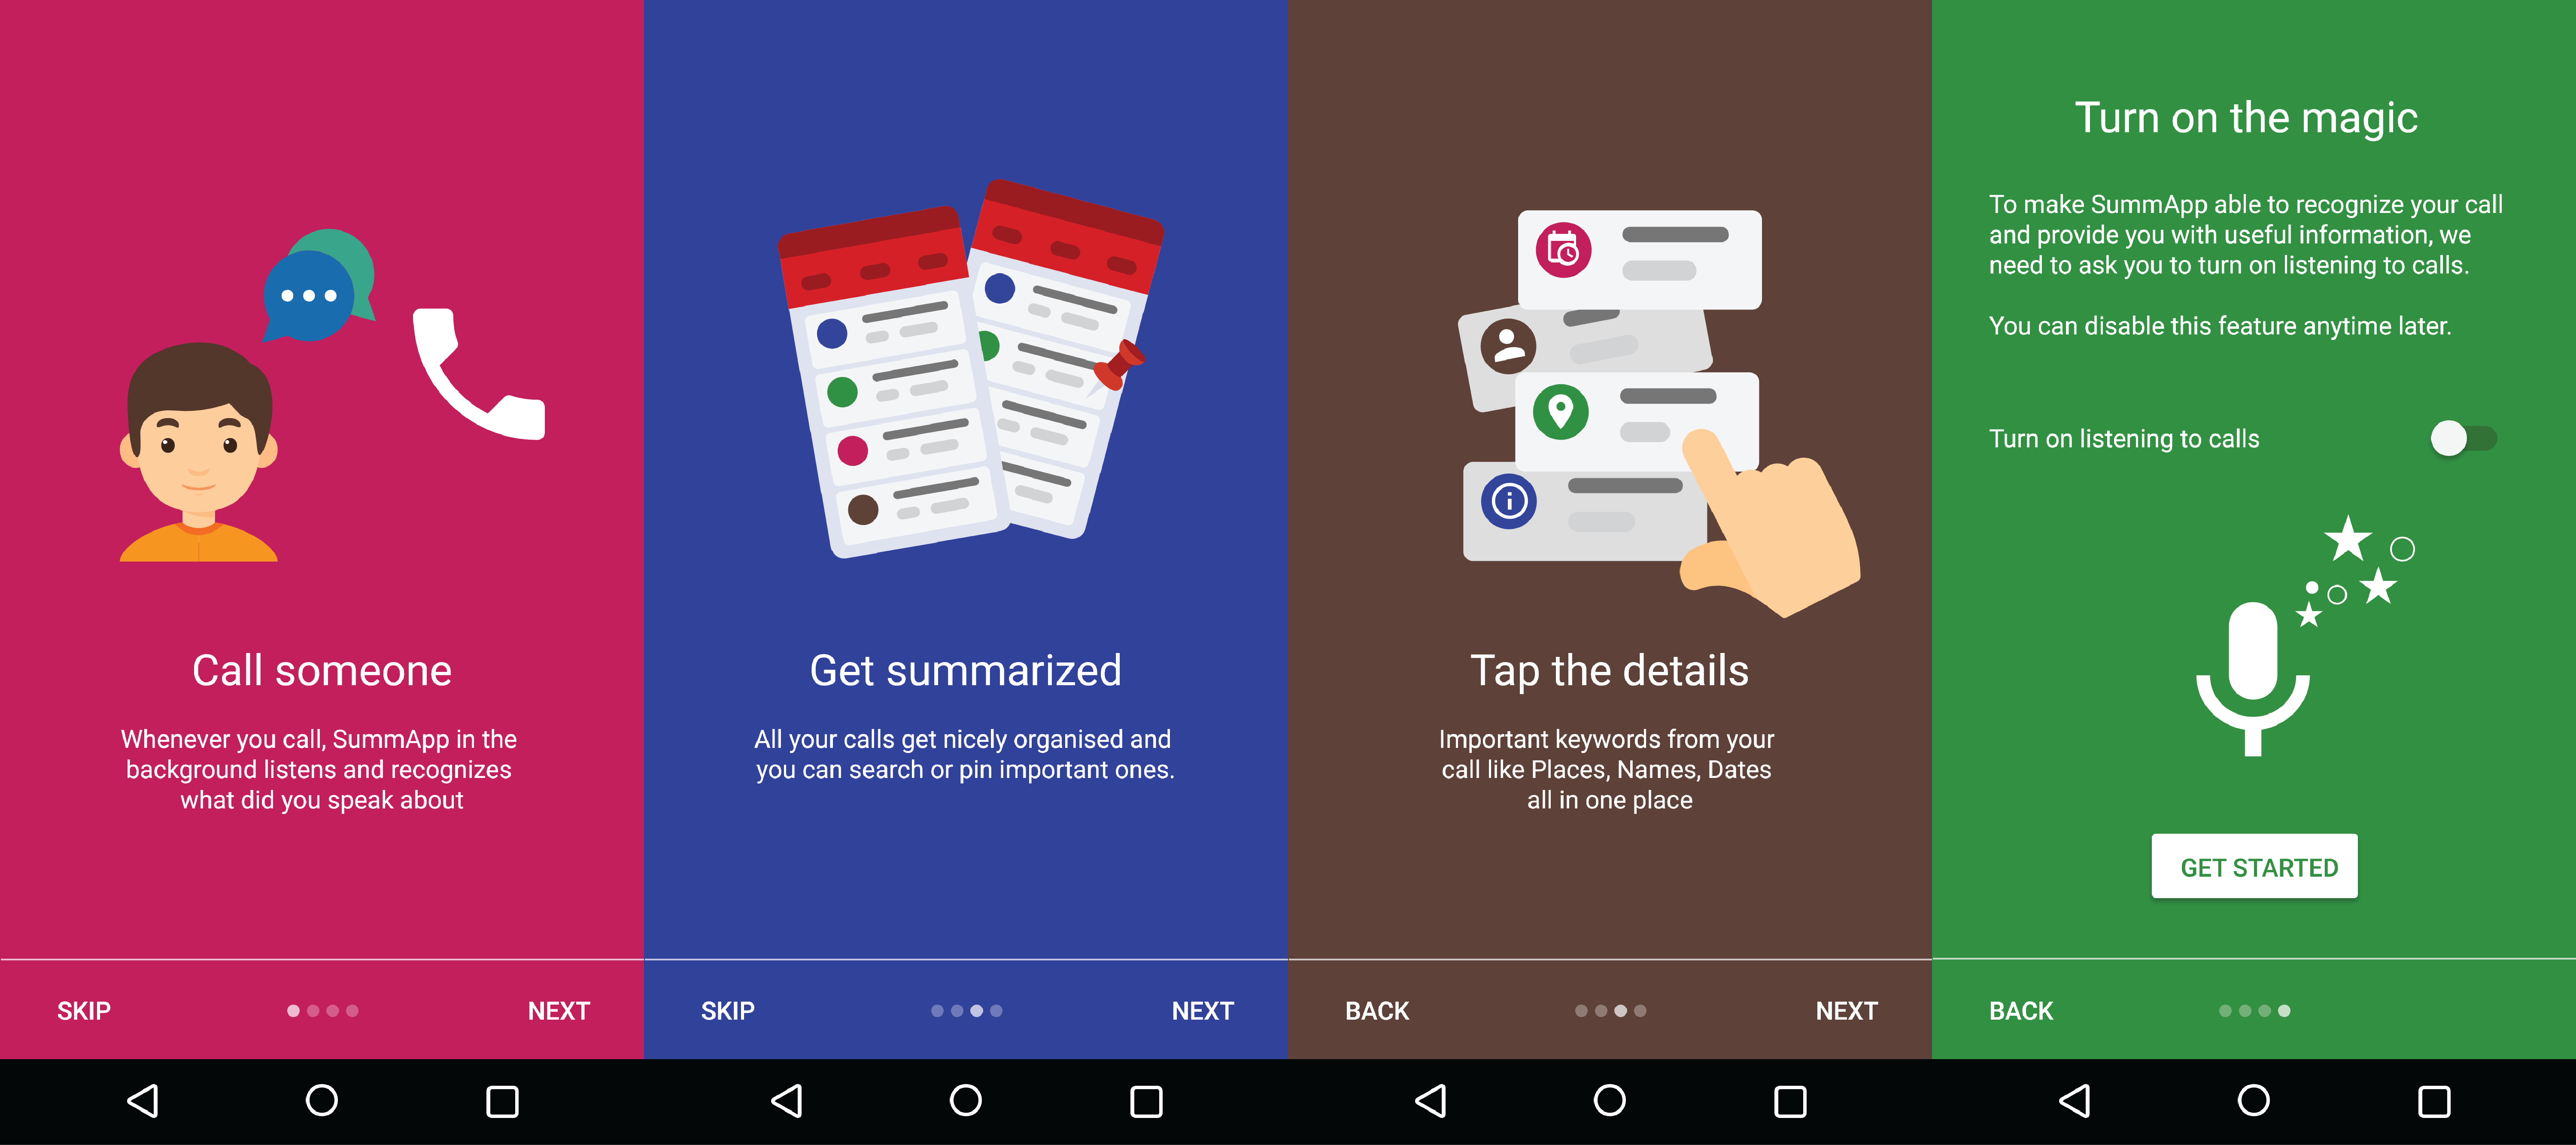 Call someone
Whenever you call, SummApp in the
background listens and recognizes
what did you speak about
SKIP
NEXT
Get summarized
All your calls get nicely organised and
you can search or pin important ones.
SKIP
NEXT
Tap the details
Important keywords from your
call like Places, Names, Dates
all in one place
BACK
NEXT
Turn on the magic
To make SummApp able to recognize your call
and provide you with useful information, we
need to ask you to turn on listening to calls.
You can disable this feature anytime later.
Turn on listening to calls
GET STARTED
BACK